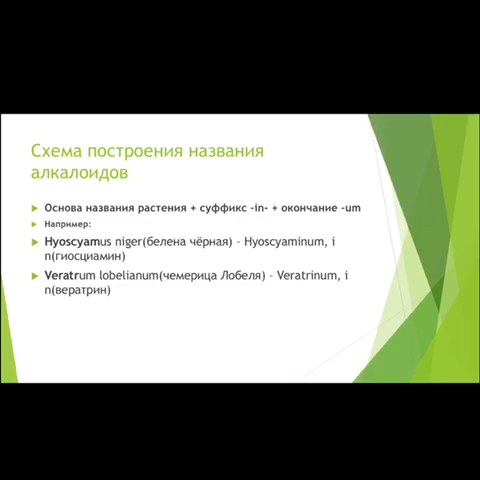 Схема построения названия
алкалоидов
Основа названия растения + суффикс -in- + окончание -um
Например:
Hyoscyamus niger(белена чёрная) – Hyoscyaminum, i
n(гиосциамин)
Veratrum lobelianum(чемерица Лобеля) – Veratrinum, i
n(вератрин)